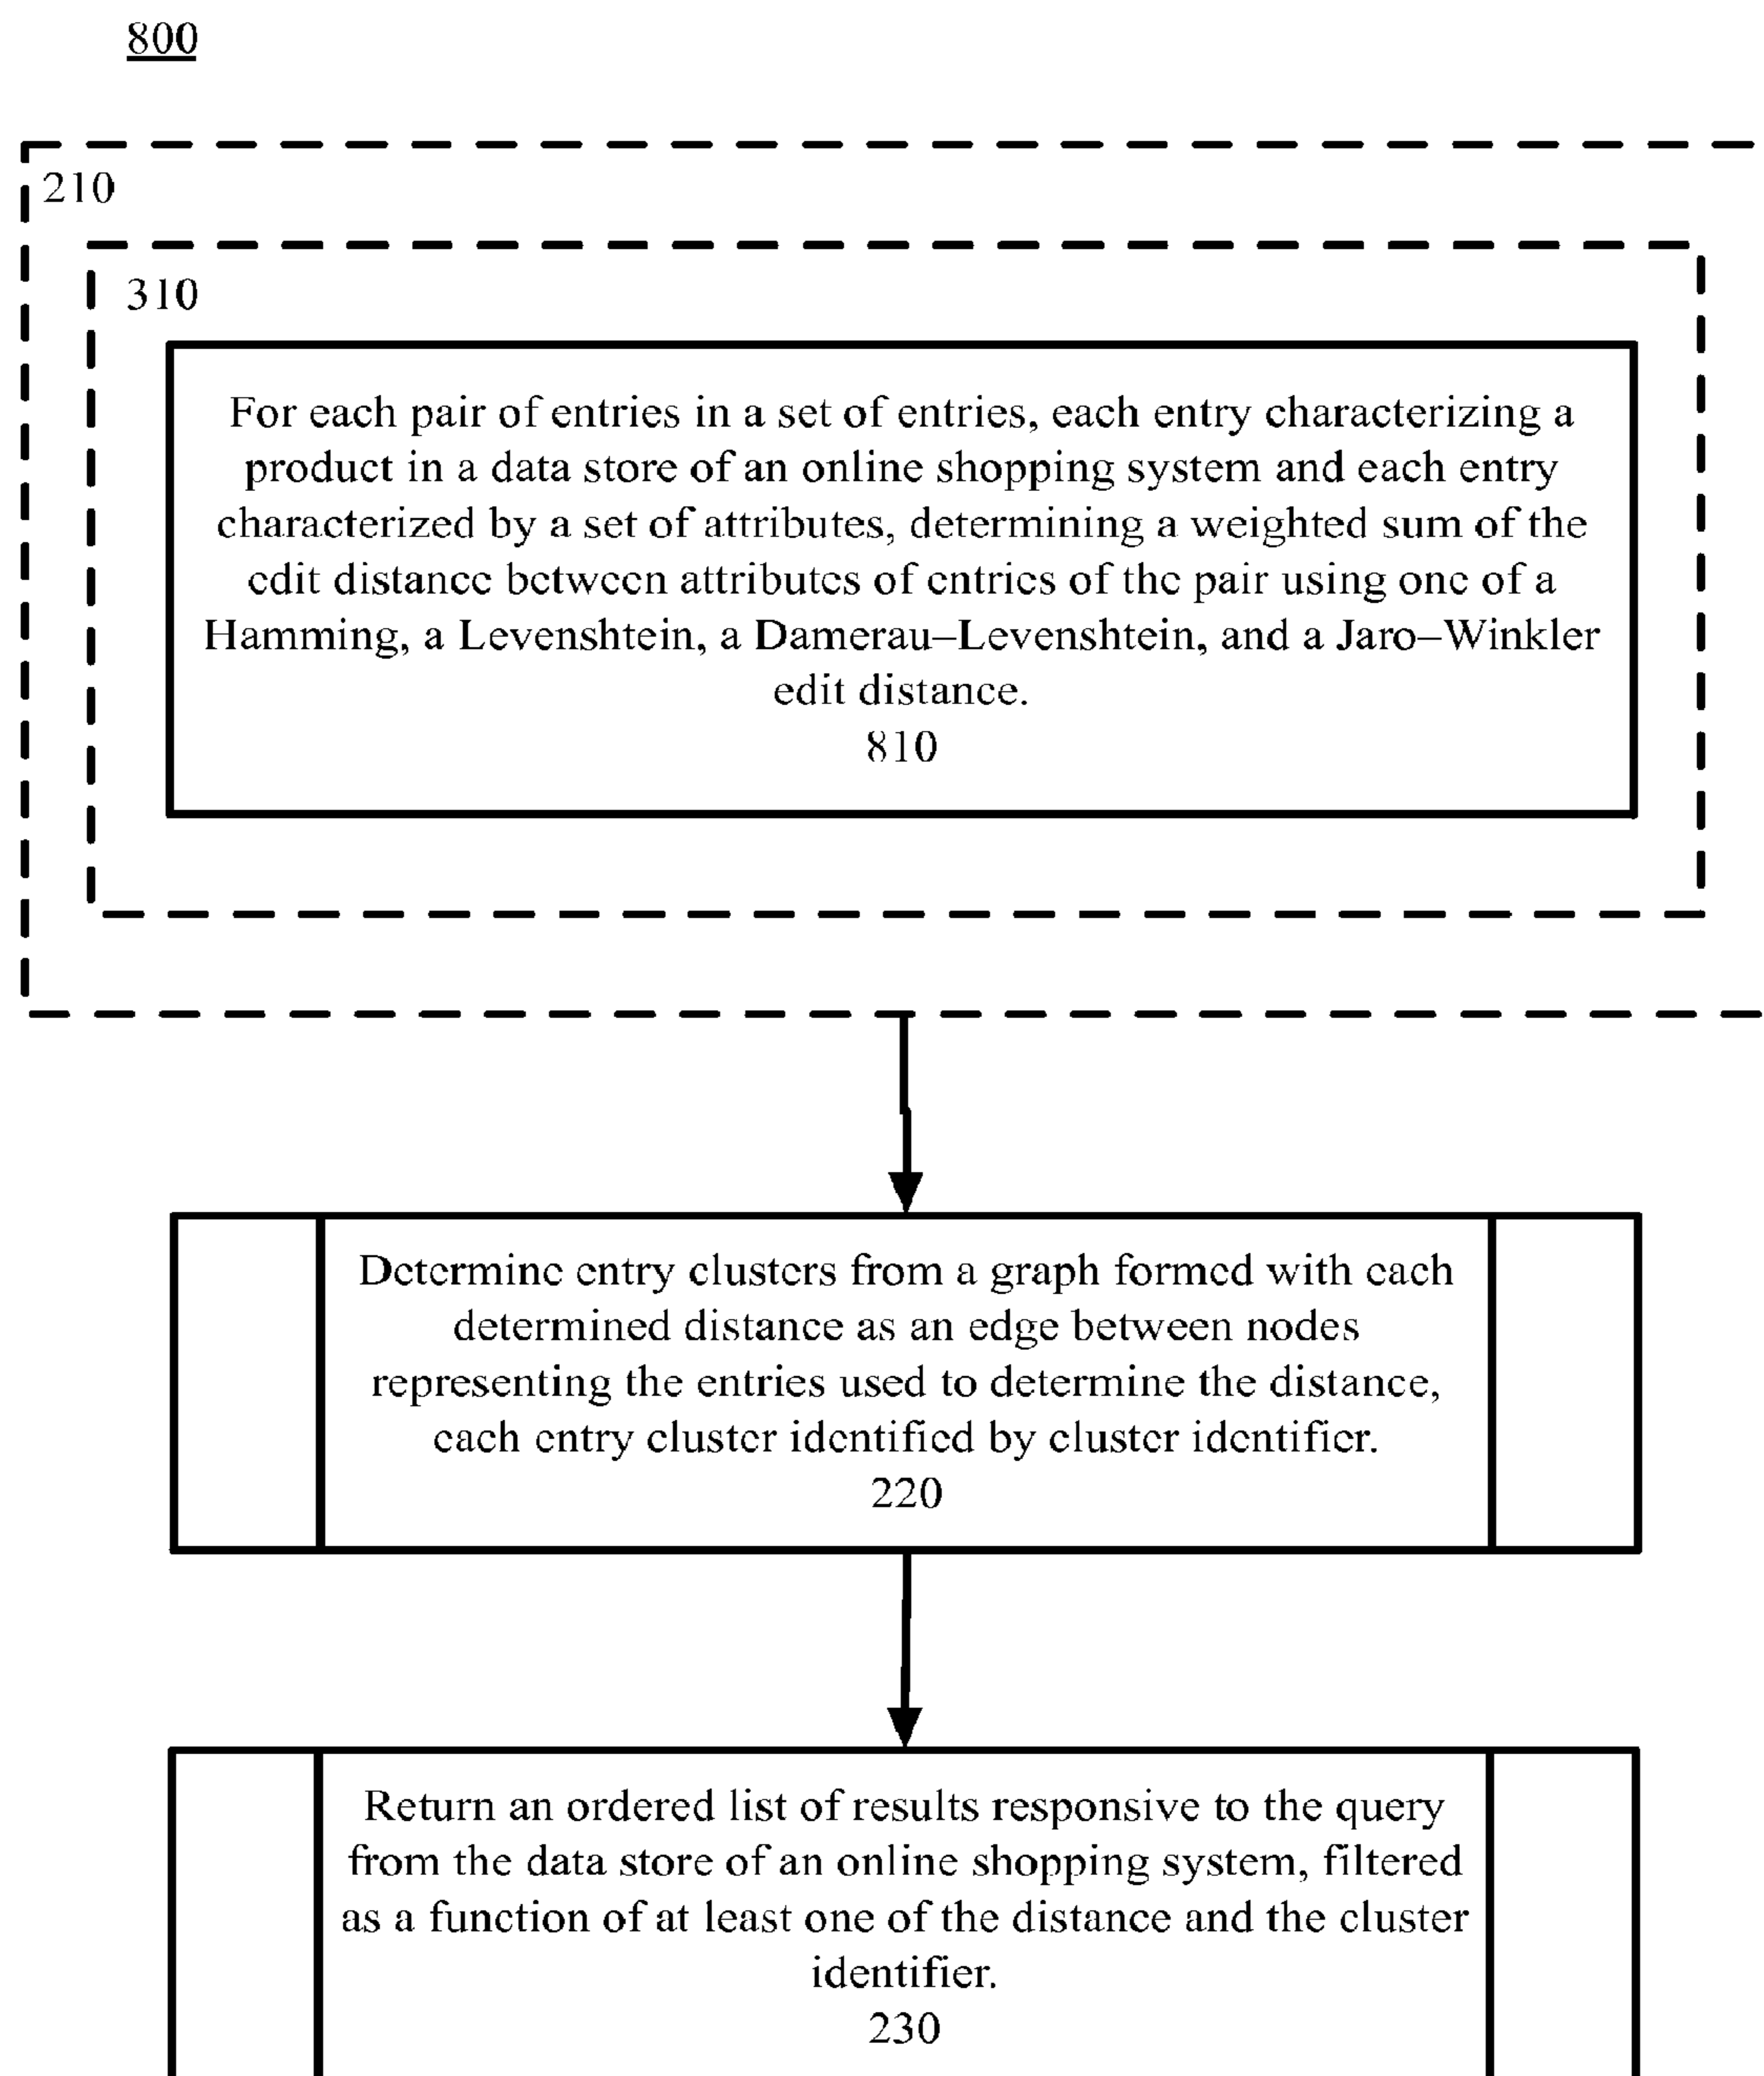 800
210
310
For each pair of entries in a set of entries, each entry characterizing a
product in a data store of an online shopping system and each entry
characterized by a set of attributes, determining a weighted sum of the
edit distance between attributes of entries of the pair using one of a
Hamming, a Levenshtein, a Damerau–Levenshtein, and a Jaro–Winkler
edit distance.
810
Determine entry clusters from a graph formed with each
determined distance as an edge between nodes
representing the entries used to determine the distance,
each entry cluster identified by cluster identifier.
220
Return an ordered list of results responsive to the query
from the data store of an online shopping system, filtered
as a function of at least one of the distance and the cluster
identifier.
230